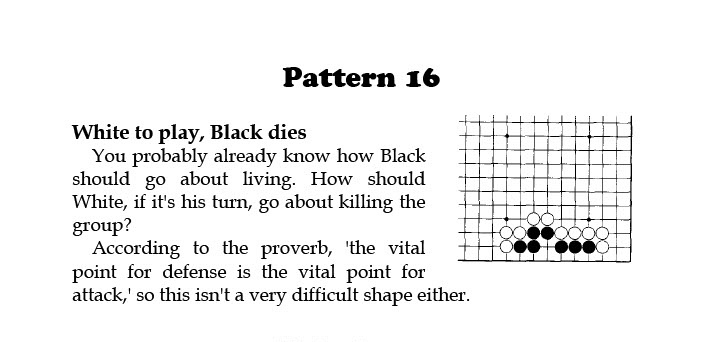 Pattern 16
White to play, Black dies
You probably already know how Black
should go about living. How should
White, if it's his turn, go about killing the
group?
According to the proverb, 'the vital
point for defense is the vital point for
attack,' so this isn't a very difficult shape either.